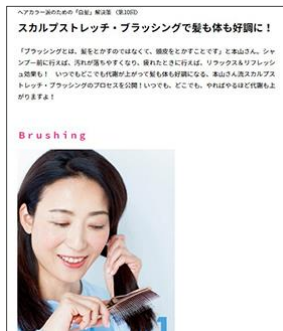 ヘアカラー派のための「白髪」解決策（第10回）
スカルプストレッチ・ブラッシングで髪も体も好調に！
「ブラッシングとは、髪をとかすのではなくて、頭皮をとかすことです」と本山さん。シャ
ンプー前に行えば、汚れが落ちやすくなり、疲れたときに行えば、リラックス＆リフレッシ
ュ効果も！　いつでもどこでも代謝が上がって髪も体も好調になる、本山さん流スカルプス
トレッチ・ブラッシングのプロセスを公開！いつでも、どこでも、やればやるほど代謝も上
がりますよ！
Brushing
1